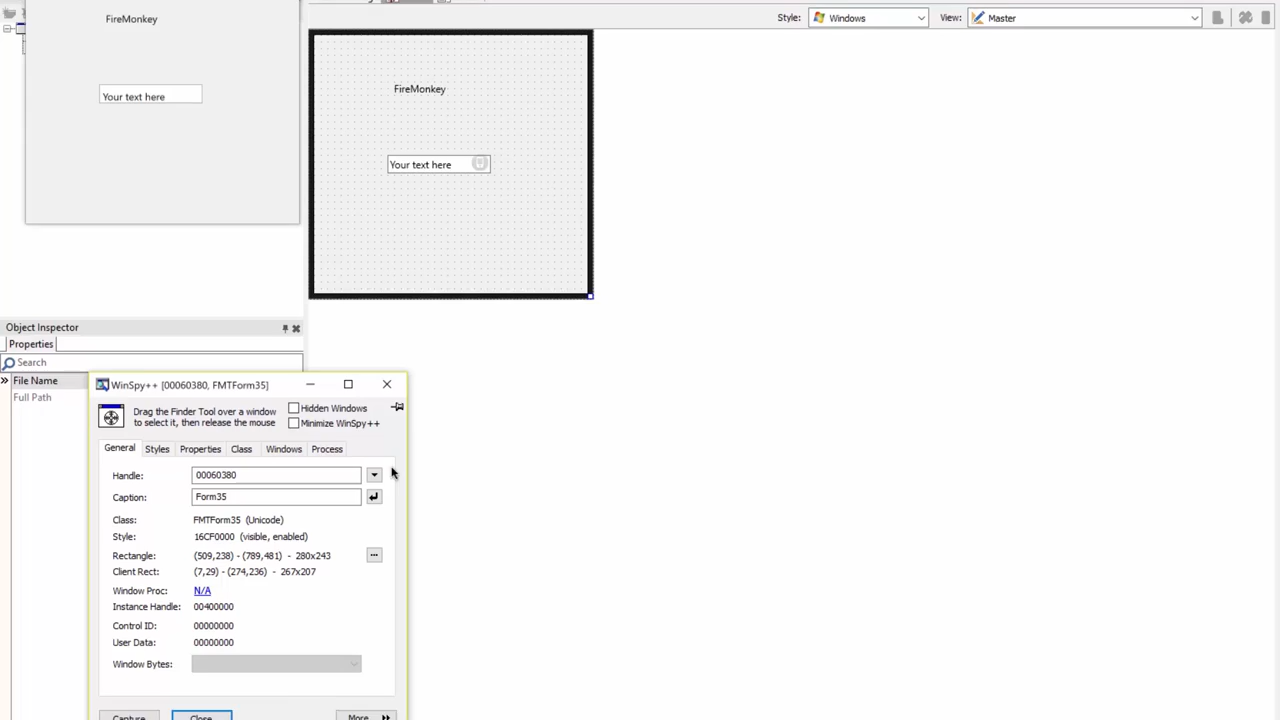 FireMonkey
Your text here
Style:
Windows
View:
Master
FireMonkey
Your text here
Object Inspector
Properties
Search
File Name
Full Path
WinSpy++ [00060380, FMTForm35]
Drag the Finder Tool over a window
to select it, then release the mouse
Hidden Windows
Minimize WinSpy++
General
Styles
Properties
Class
Windows
Process
Handle:
00060380
Caption:
Form35
Class:
FMTForm35 (Unicode)
Style:
16CF0000 (visible, enabled)
Rectangle:
(509,238) - (789,481) - 280x243
...
Client Rect:
(7,29) - (274,236) - 267x207
Window Proc:
N/A
Instance Handle:
00400000
Control ID:
00000000
User Data:
00000000
Window Bytes:
Capture
Close
More